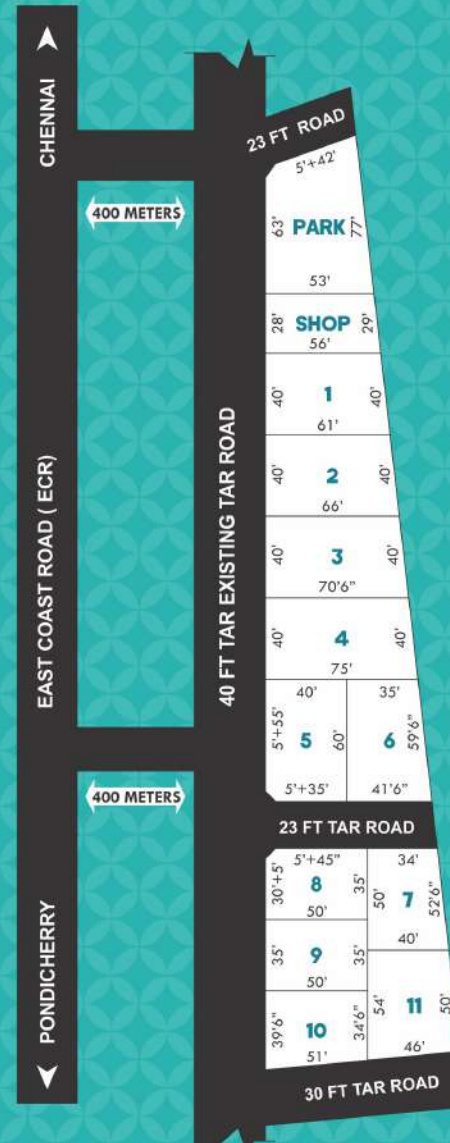 CHENNAI
EAST COAST ROAD ( ECR)
PONDICHERRY
400 METERS
400 METERS
40 FT TAR EXISTING TAR ROAD
23 FT ROAD
5'+42'
63' PARK 77'
53'
28' SHOP 29'
56'
40' 1 40'
61'
40' 2 40'
66'
40' 3 40'
70'6"
40' 4 40'
75'
40' 35'
5'+55' 5 60' 6 59'6"
5'+35' 41'6"
23 FT TAR ROAD
5'+45" 34'
30'+5' 8 35' 50' 7 52'6"
50' 40'
35' 9 35'
50'
39'6" 10 34'6" 54' 11 50'
51' 46'
30 FT TAR ROAD